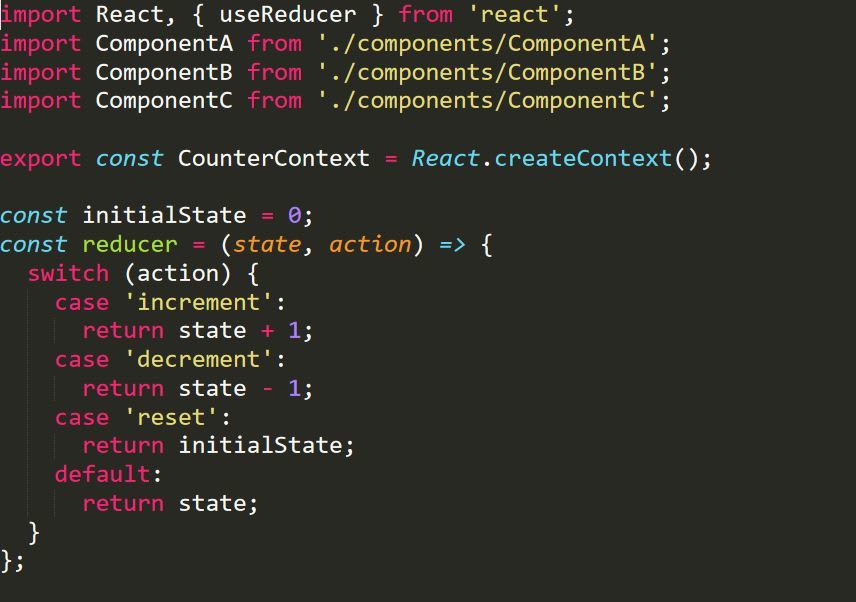 import React, { useReducer } from 'react';
import ComponentA from './components/ComponentA';
import ComponentB from './components/ComponentB';
import ComponentC from './components/ComponentC';

export const CounterContext = React.createContext();

const initialState = 0;
const reducer = (state, action) => {
  switch (action) {
    case 'increment':
      return state + 1;
    case 'decrement':
      return state - 1;
    case 'reset':
      return initialState;
    default:
      return state;
  }
};